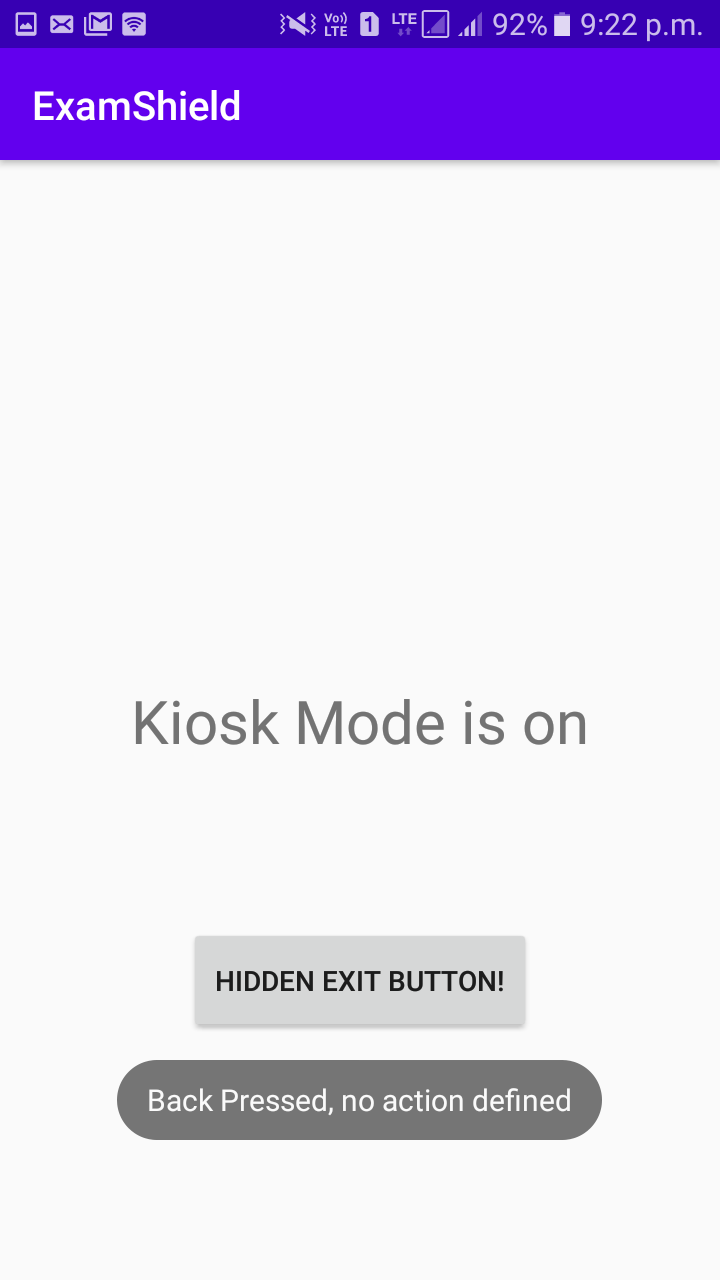 Vo)) LTE 1 LTE 92% 9:22 p.m.
ExamShield
Kiosk Mode is on
HIDDEN EXIT BUTTON!
Back Pressed, no action defined